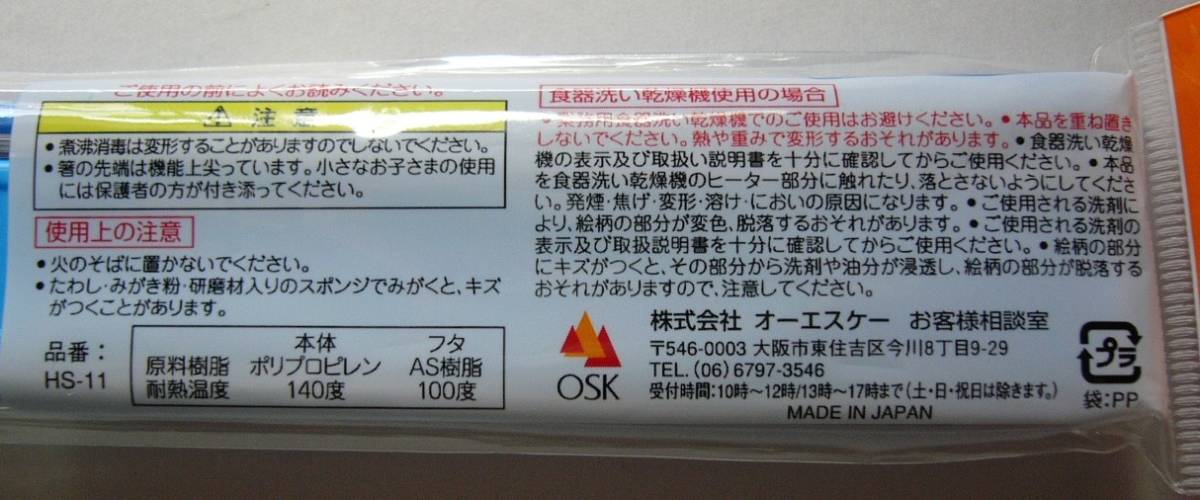 ご使用の前によくお読みください。
⚠ 注意
• 煮沸消毒は変形することがありますのでしないでください。
• 箸の先端は機能上尖っています。小さなお子さまの使用
には保護者の方が付き添ってください。
使用上の注意
• 火のそばに置かないでください。
• たわし・みがき粉・研磨材入りのスポンジでみがくと、キズ
がつくことがあります。
品番：
HS-11
本体 フタ
原料樹脂 ポリプロピレン AS樹脂
耐熱温度 140度 100度
食器洗い乾燥機使用の場合
• 業務用食器洗い乾燥機でのご使用はお避けください。• 本品を重ね置き
しないでください。熱や重みで変形するおそれがあります。• 食器洗い乾燥
機の表示及び取扱い説明書を十分に確認してからご使用ください。• 本品
を食器洗い乾燥機のヒーター部分に触れたり、落とさないようにしてくださ
い。発煙・焦げ・変形・溶け・においの原因になります。• ご使用される洗剤に
より、絵柄の部分が変色、脱落するおそれがあります。• ご使用される洗剤の
表示及び取扱説明書を十分に確認してからご使用ください。• 絵柄の部分
にキズがつくと、その部分から洗剤や油分が浸透し、絵柄の部分が脱落する
おそれがありますので、注意してください。
OSK
株式会社 オーエスケー お客様相談室
〒546-0003 大阪市東住吉区今川8丁目9-29
TEL.(06)6797-3546
受付時間:10時〜12時/13時〜17時まで(土・日・祝日は除きます。)
MADE IN JAPAN
プラ
袋:PP